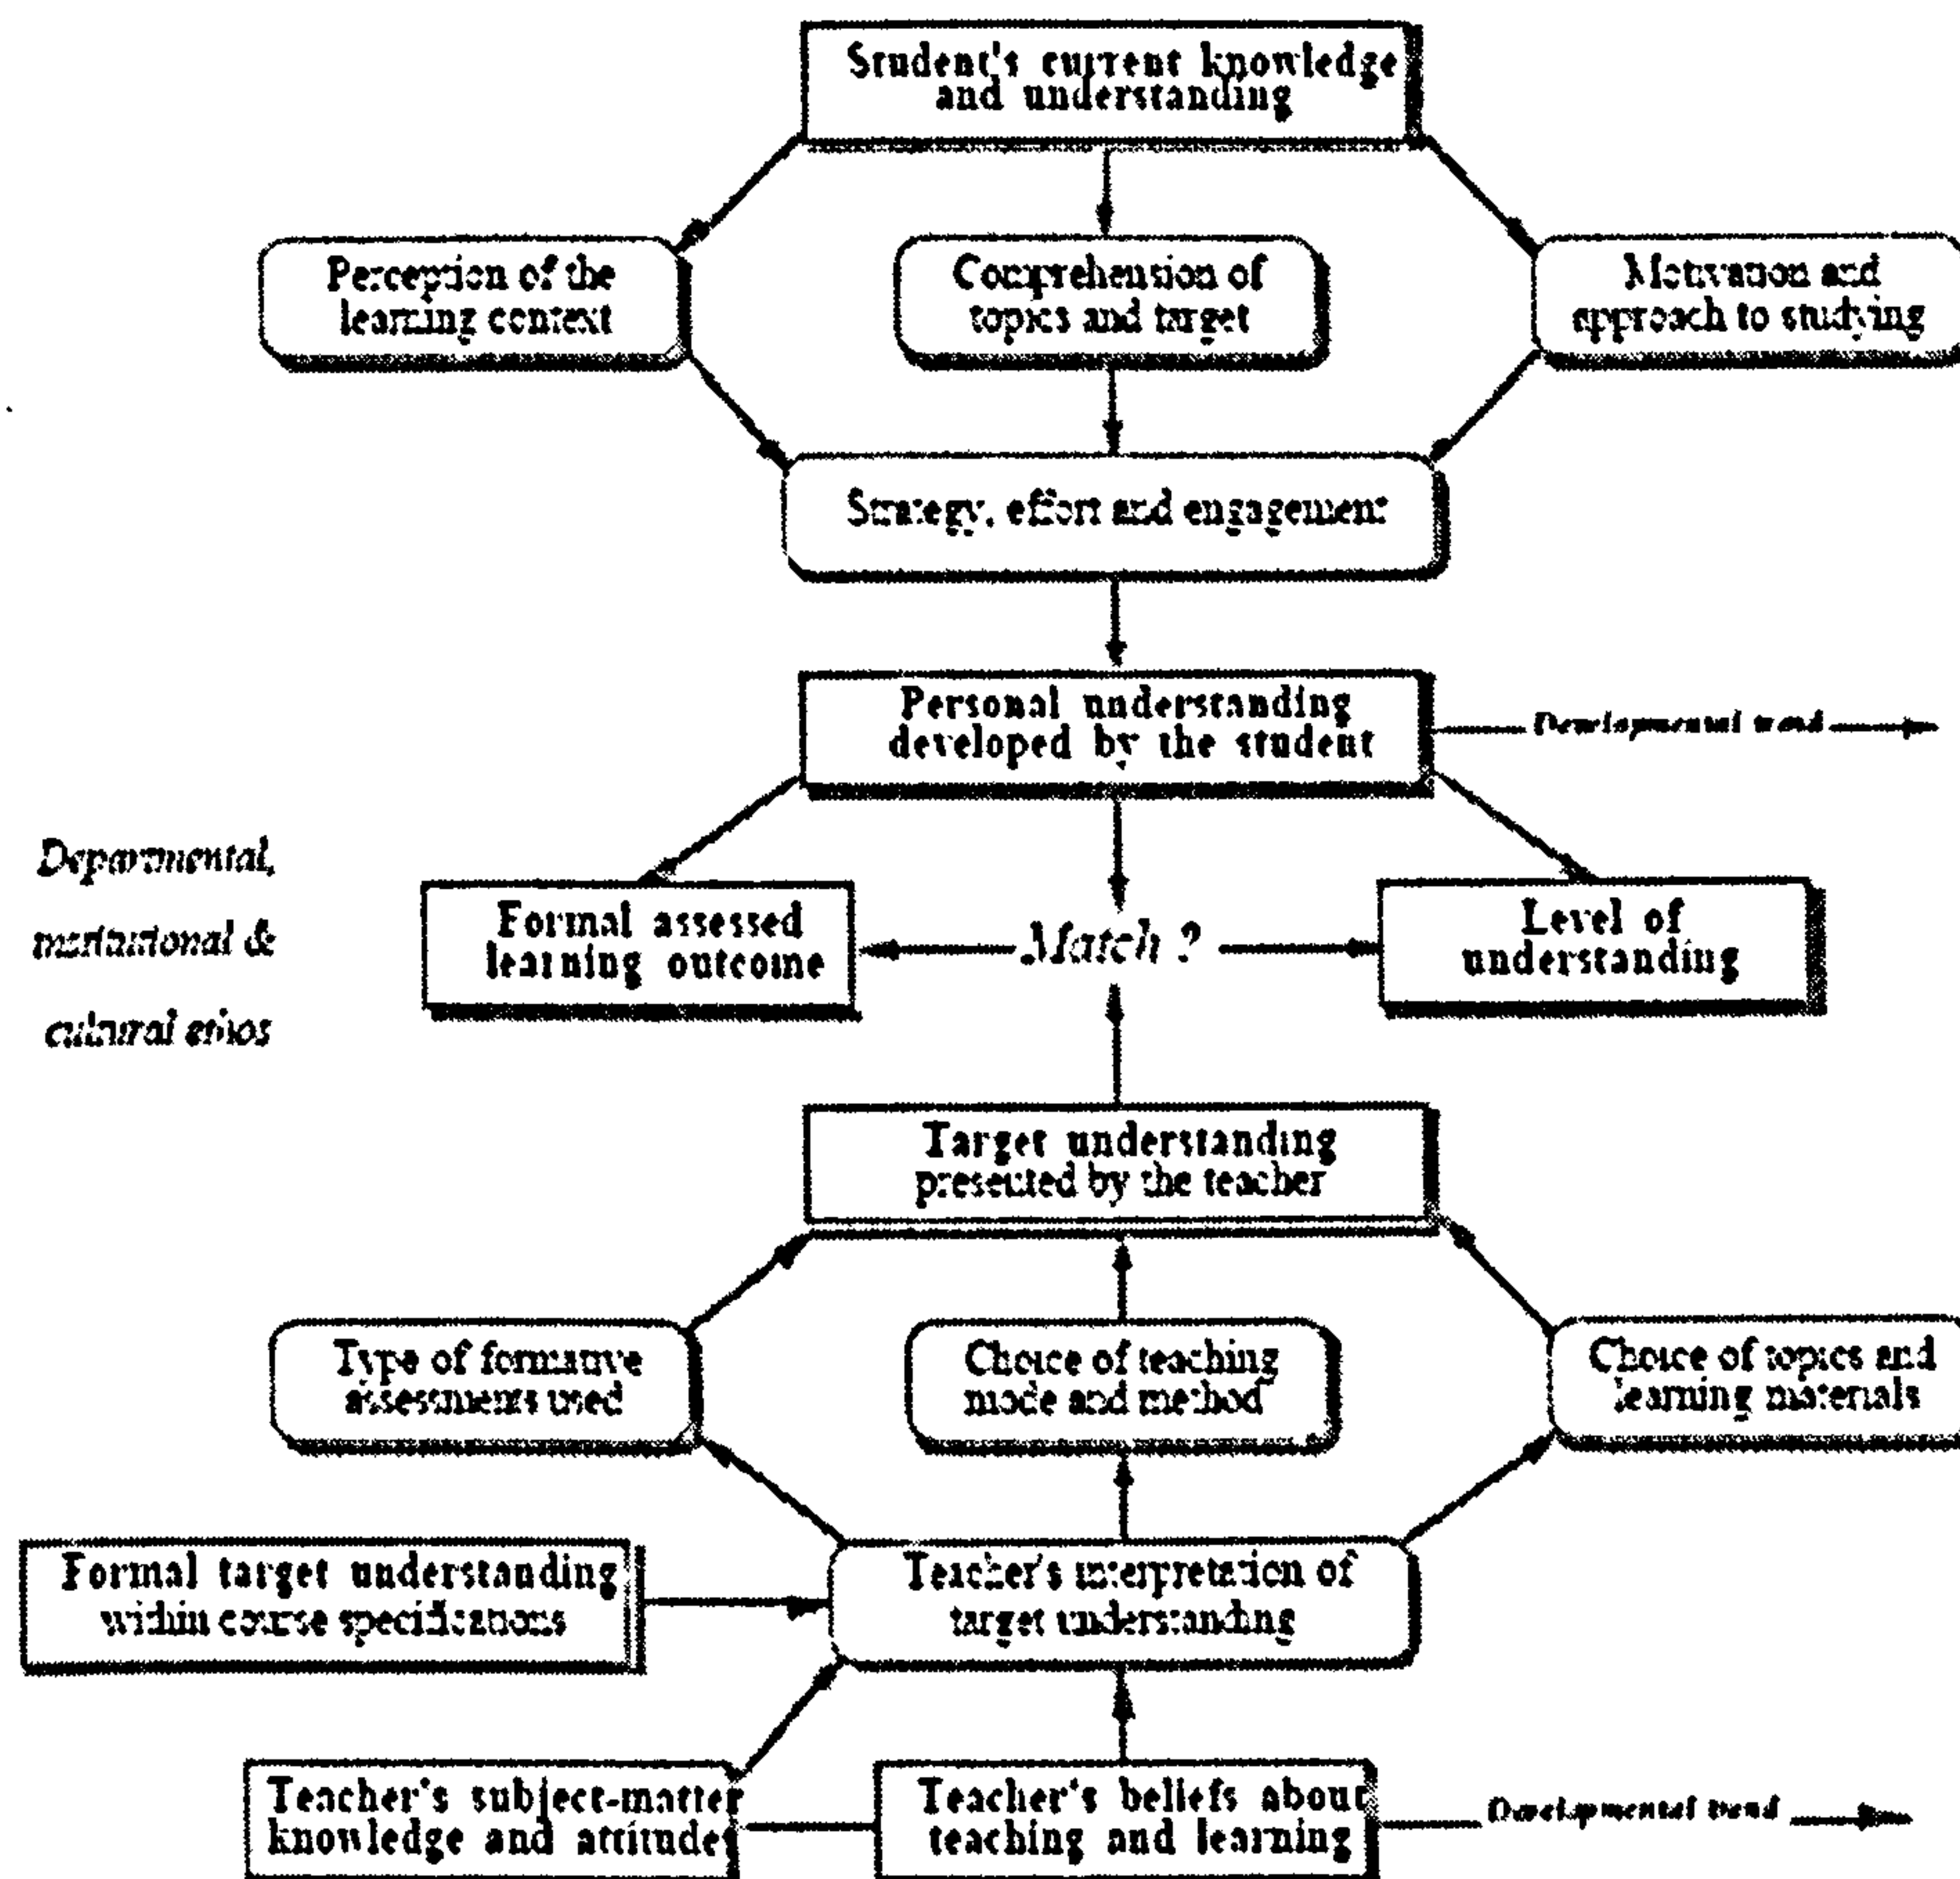 Student's current knowledge
and understanding
Perception of the
learning context
Comprehension of
topics and target
Motivation and
approach to studying
Strategy, effort and engagement
Personal understanding
developed by the student
Developmental trend
Departmental,
institutional &
cultural ethos
Formal assessed
learning outcome
Match ?
Level of
understanding
Target understanding
presented by the teacher
Type of formative
assessments used
Choice of teaching
mode and method
Choice of topics and
learning materials
Formal target understanding
within course specifications
Teacher's interpretation of
target understanding
Teacher's subject-matter
knowledge and attitudes
Teacher's beliefs about
teaching and learning
Developmental trend